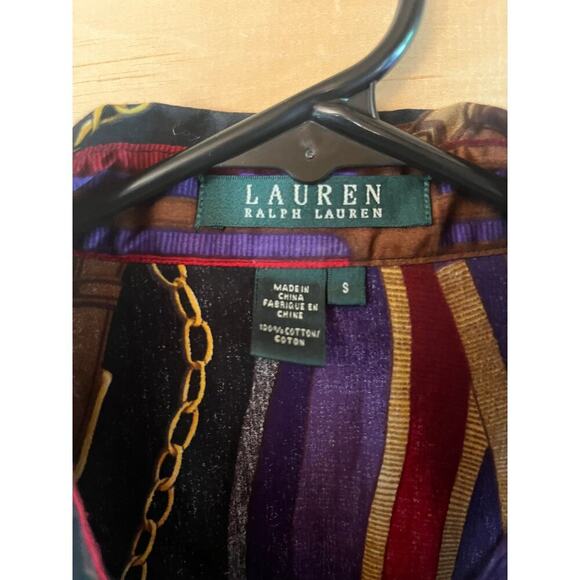 LAUREN
RALPH LAUREN
MADE IN
CHINA
FABRIQUE EN
CHINE
100% COTTON/
COTON
S